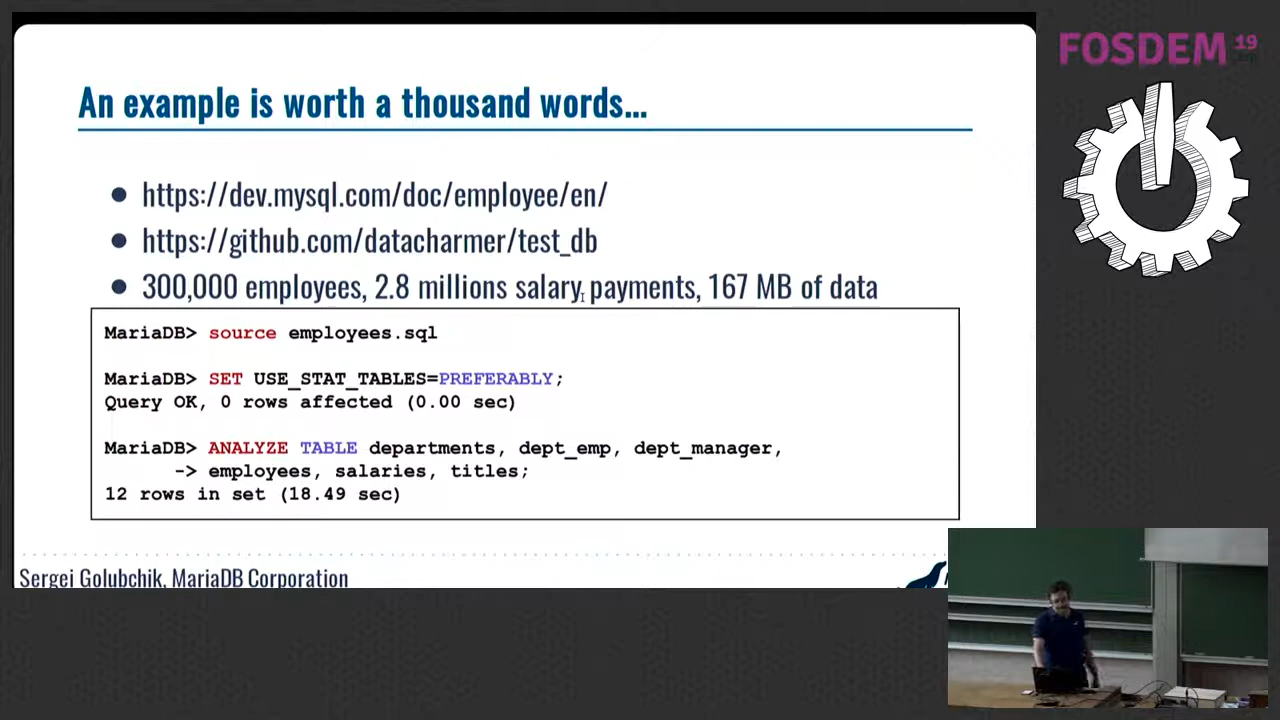 FOSDEM 19
An example is worth a thousand words...
● https://dev.mysql.com/doc/employee/en/
● https://github.com/datacharmer/test_db
● 300,000 employees, 2.8 millions salary payments, 167 MB of data
MariaDB> source employees.sql
MariaDB> SET USE_STAT_TABLES=PREFERABLY;
Query OK, 0 rows affected (0.00 sec)
MariaDB> ANALYZE TABLE departments, dept_emp, dept_manager,
-> employees, salaries, titles;
12 rows in set (18.49 sec)
Sergei Golubchik, MariaDB Corporation